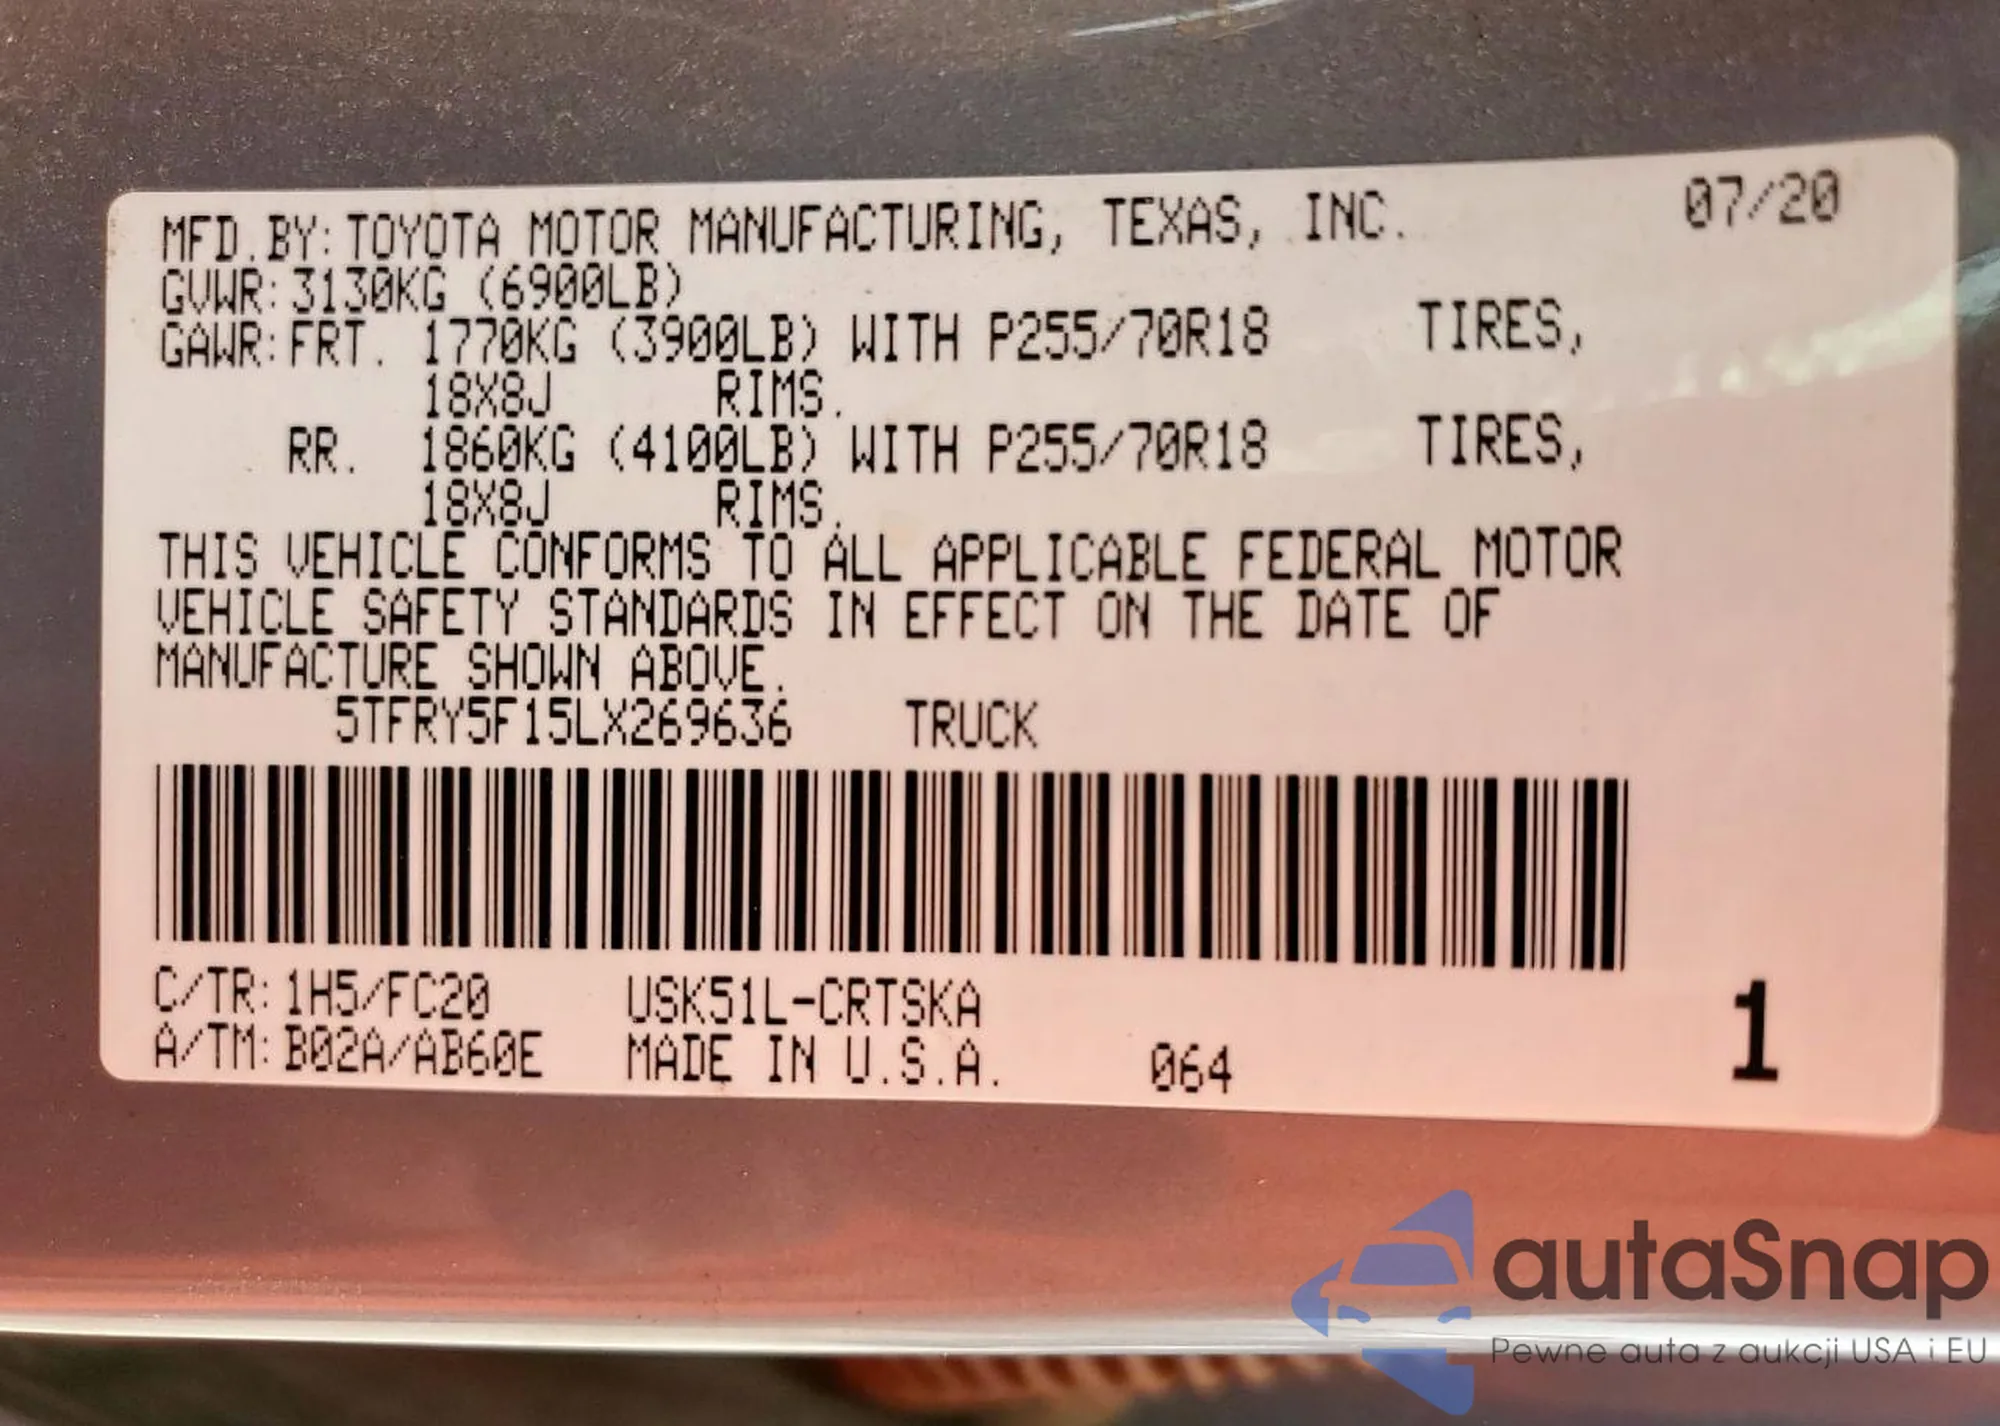 MFD.BY:TOYOTA MOTOR MANUFACTURING, TEXAS, INC. 07/20
GVWR:3130KG (6900LB)
GAWR:FRT. 1770KG (3900LB) WITH P255/70R18 TIRES,
18X8J RIMS.
RR. 1860KG (4100LB) WITH P255/70R18 TIRES,
18X8J RIMS.
THIS VEHICLE CONFORMS TO ALL APPLICABLE FEDERAL MOTOR
VEHICLE SAFETY STANDARDS IN EFFECT ON THE DATE OF
MANUFACTURE SHOWN ABOVE.
5TFRY5F15LX269636 TRUCK
C/TR:1H5/FC20 USK51L-CRTSKA
A/TM:B02A/AB60E MADE IN U.S.A. 064 1
autaSnap
Pewne auta z aukcji USA i EU